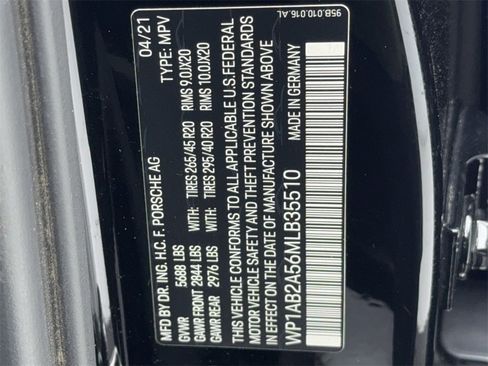 95B.010.016.AL
MFD BY DR. ING. H.C. F. PORSCHE AG 04/21
GVWR 5688 LBS TYPE: MPV
GAWR FRONT 2844 LBS WITH: TIRES 265/45 R20 RIMS 9.0JX20
GAWR REAR 2976 LBS WITH: TIRES 295/40 R20 RIMS 10.0JX20
THIS VEHICLE CONFORMS TO ALL APPLICABLE U.S. FEDERAL
MOTOR VEHICLE SAFETY AND THEFT PREVENTION STANDARDS
IN EFFECT ON THE DATE OF MANUFACTURE SHOWN ABOVE
WP1AB2A56MLB35510 MADE IN GERMANY